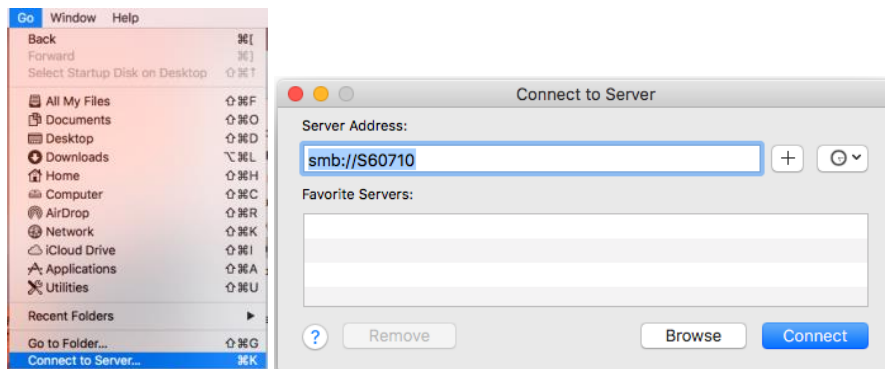 Go Window Help
Back ⌘[
Forward ⌘]
Select Startup Disk on Desktop ⇧⌘↑
All My Files ⇧⌘F
Documents ⇧⌘O
Desktop ⇧⌘D
Downloads ⌥⌘L
Home ⇧⌘H
Computer ⇧⌘C
AirDrop ⇧⌘R
Network ⇧⌘K
iCloud Drive ⇧⌘I
Applications ⇧⌘A
Utilities ⇧⌘U
Recent Folders ▶
Go to Folder... ⇧⌘G
Connect to Server... ⌘K
Connect to Server
Server Address:
smb://S60710
Favorite Servers:
? Remove Browse Connect